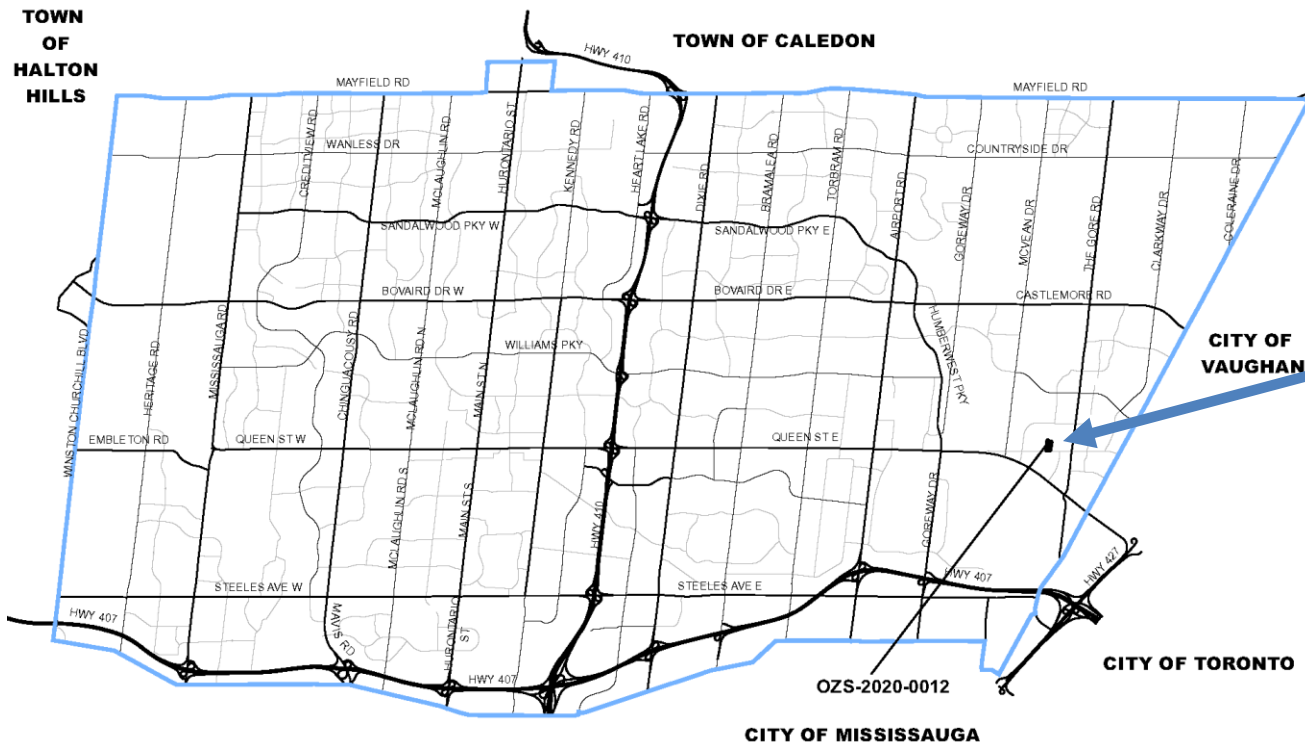 TOWN
OF
HALTON
HILLS
TOWN OF CALEDON
HWY 410
MAYFIELD RD
MAYFIELD RD
CREDITVIEW RD
WANLESS DR
MCLAUGHLIN RD
HURONTARIO ST
KENNEDY RD
HEART LAKE RD
DIXIE RD
BRAMALEA RD
TORBRAM RD
AIRPORT RD
GOREWAY DR
COUNTRYSIDE DR
MCVEAN DR
THE GORE RD
CLARKWAY DR
COLERAINE DR
SANDALWOOD PKY W
SANDALWOOD PKY E
BOVAIRD DR W
BOVAIRD DR E
CASTLEMORE RD
HUMBERWEST PKY
CITY OF
VAUGHAN
WINSTON CHURCHILL BLVD
HERITAGE RD
MISSISSAUGA RD
CHINGUACOUSY RD
MCLAUGHLIN RD N
WILLIAMS PKY
MAIN ST N
EMBLETON RD
QUEEN ST W
QUEEN ST E
MCLAUGHLIN RD S
MAIN ST S
HWY 410
GOREWAY DR
STEELES AVE W
STEELES AVE E
HWY 407
HWY 427
HWY 407
MAVIS RD
HURONTARIO
ST
HWY 407
OZS-2020-0012
CITY OF TORONTO
CITY OF MISSISSAUGA